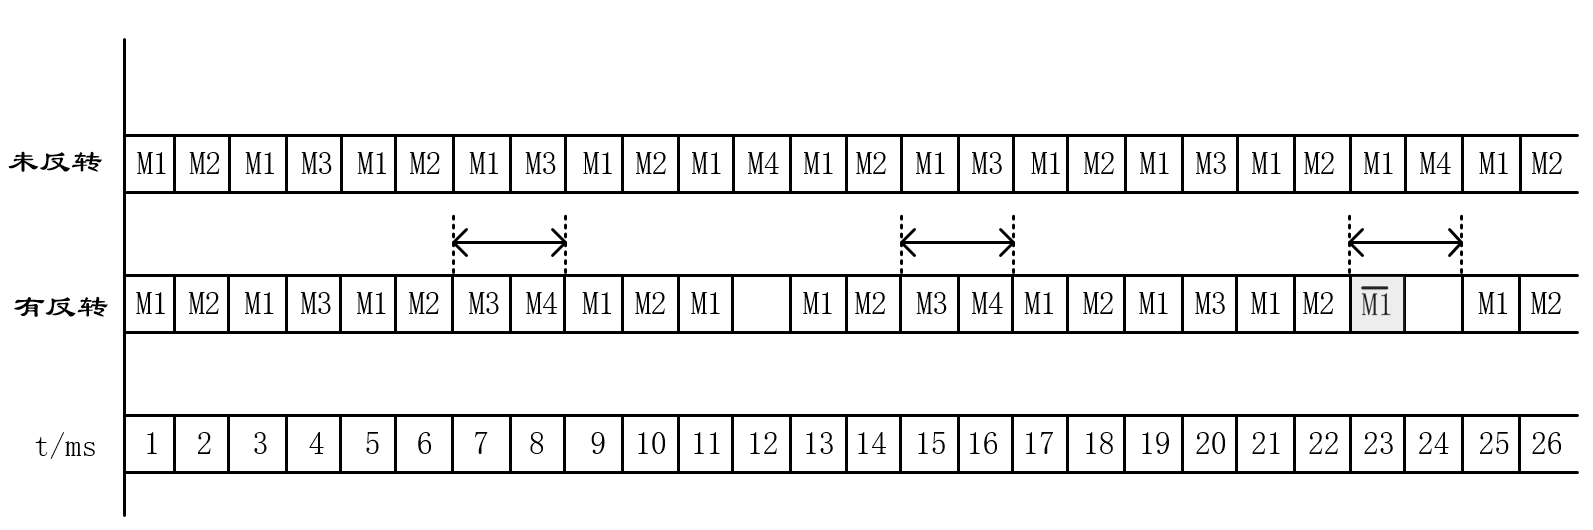 未反转 M1 M2 M1 M3 M1 M2 M1 M3 M1 M2 M1 M4 M1 M2 M1 M3 M1 M2 M1 M3 M1 M2 M1 M4 M1 M2
有反转 M1 M2 M1 M3 M1 M2 M3 M4 M1 M2 M1 M1 M2 M3 M4 M1 M2 M1 M3 M1 M2 M̅1̅ M1 M2
t/ms 1 2 3 4 5 6 7 8 9 10 11 12 13 14 15 16 17 18 19 20 21 22 23 24 25 26